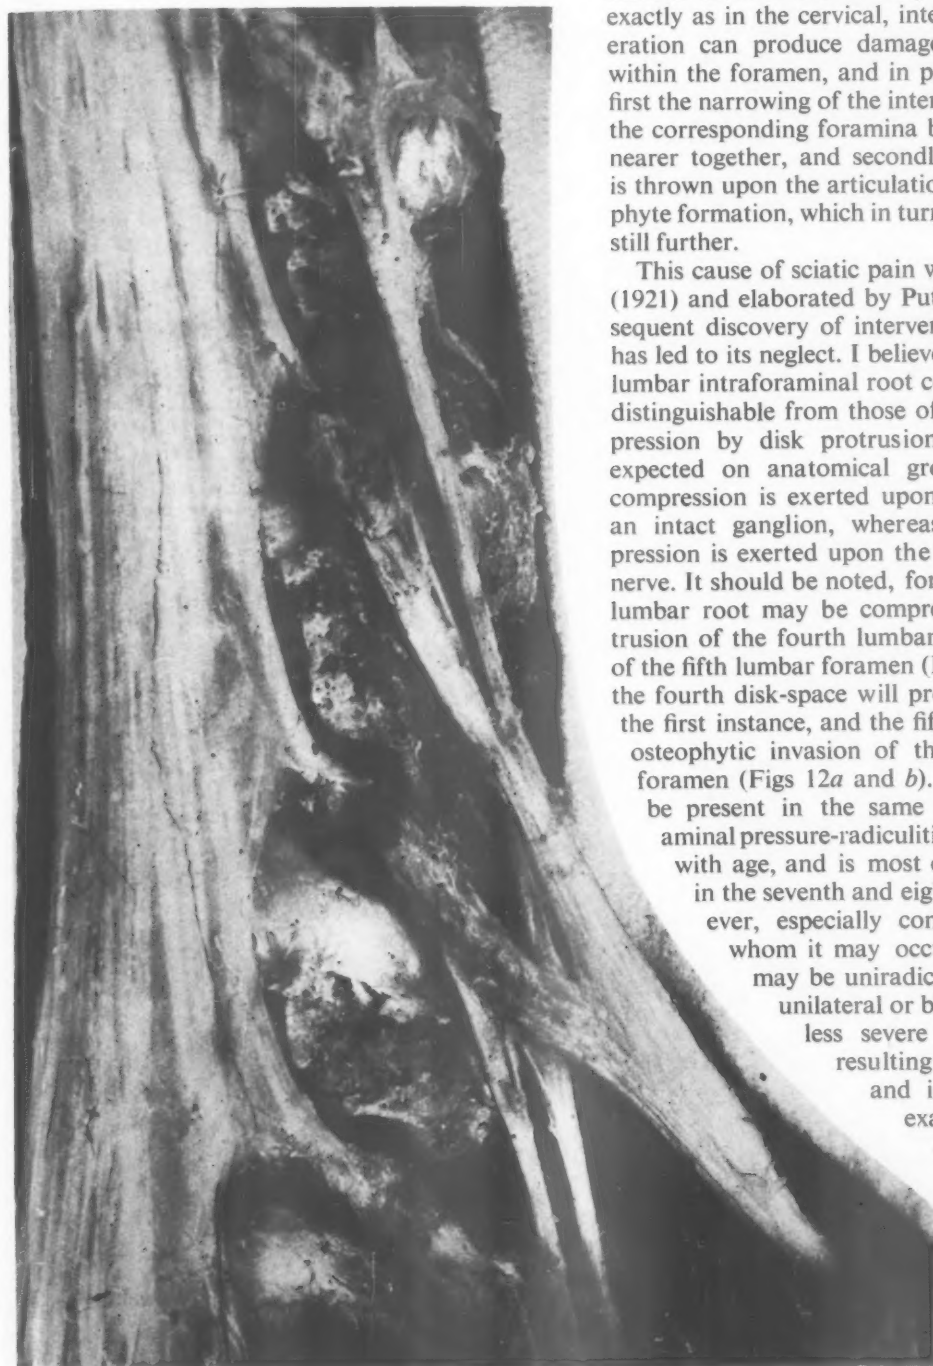 exactly as in the cervical, inte
eration can produce damage
within the foramen, and in p
first the narrowing of the inter
the corresponding foramina b
nearer together, and secondl
is thrown upon the articulatio
phyte formation, which in turn
still further.
This cause of sciatic pain w
(1921) and elaborated by Put
sequent discovery of interver
has led to its neglect. I believe
lumbar intraforaminal root c
distinguishable from those of
pression by disk protrusion
expected on anatomical gro
compression is exerted upon
an intact ganglion, whereas
pression is exerted upon the
nerve. It should be noted, for
lumbar root may be compre
trusion of the fourth lumbar
of the fifth lumbar foramen (
the fourth disk-space will pro
the first instance, and the fif
osteophytic invasion of th
foramen (Figs 12a and b).
be present in the same
aminal pressure-radiculiti
with age, and is most c
in the seventh and eig
ever, especially con
whom it may occu
may be uniradic
unilateral or b
less severe
resulting
and i
exa